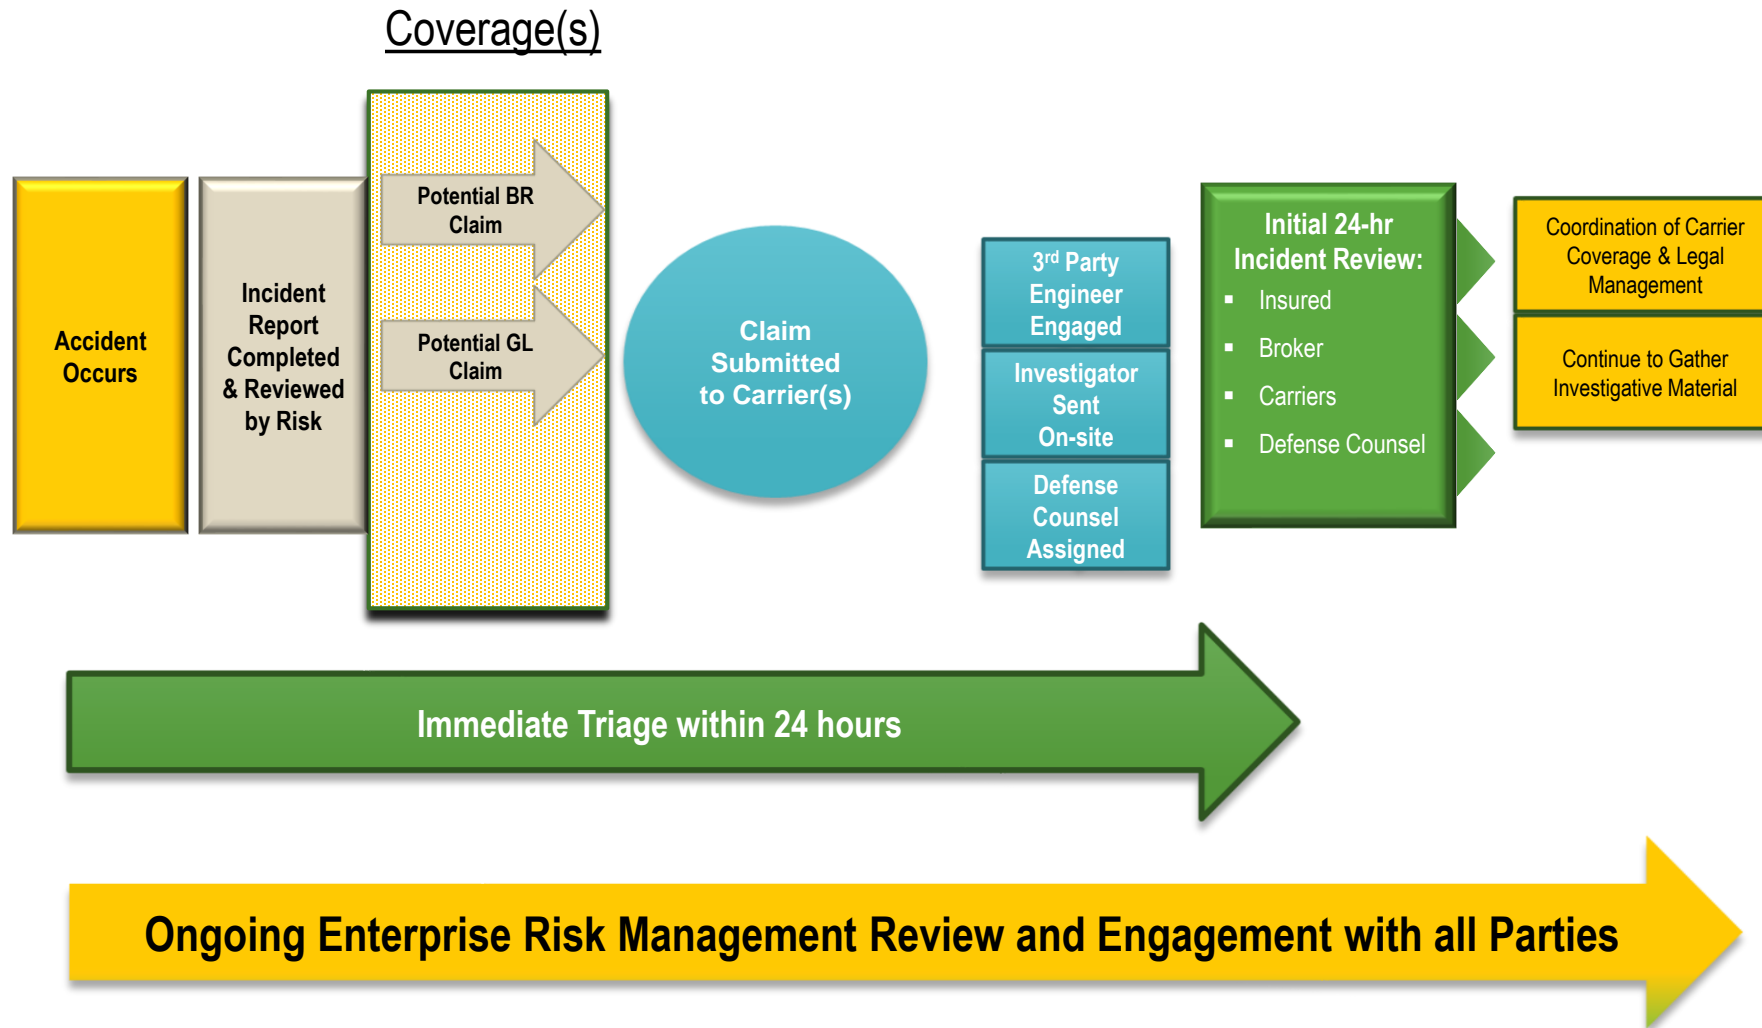 Coverage(s)
Accident
Occurs
Incident
Report
Completed
& Reviewed
by Risk
Potential BR
Claim
Potential GL
Claim
Claim
Submitted
to Carrier(s)
3rd Party
Engineer
Engaged
Investigator
Sent
On-site
Defense
Counsel
Assigned
Initial 24-hr
Incident Review:
▪ Insured
▪ Broker
▪ Carriers
▪ Defense Counsel
Coordination of Carrier
Coverage & Legal
Management
Continue to Gather
Investigative Material
Immediate Triage within 24 hours
Ongoing Enterprise Risk Management Review and Engagement with all Parties